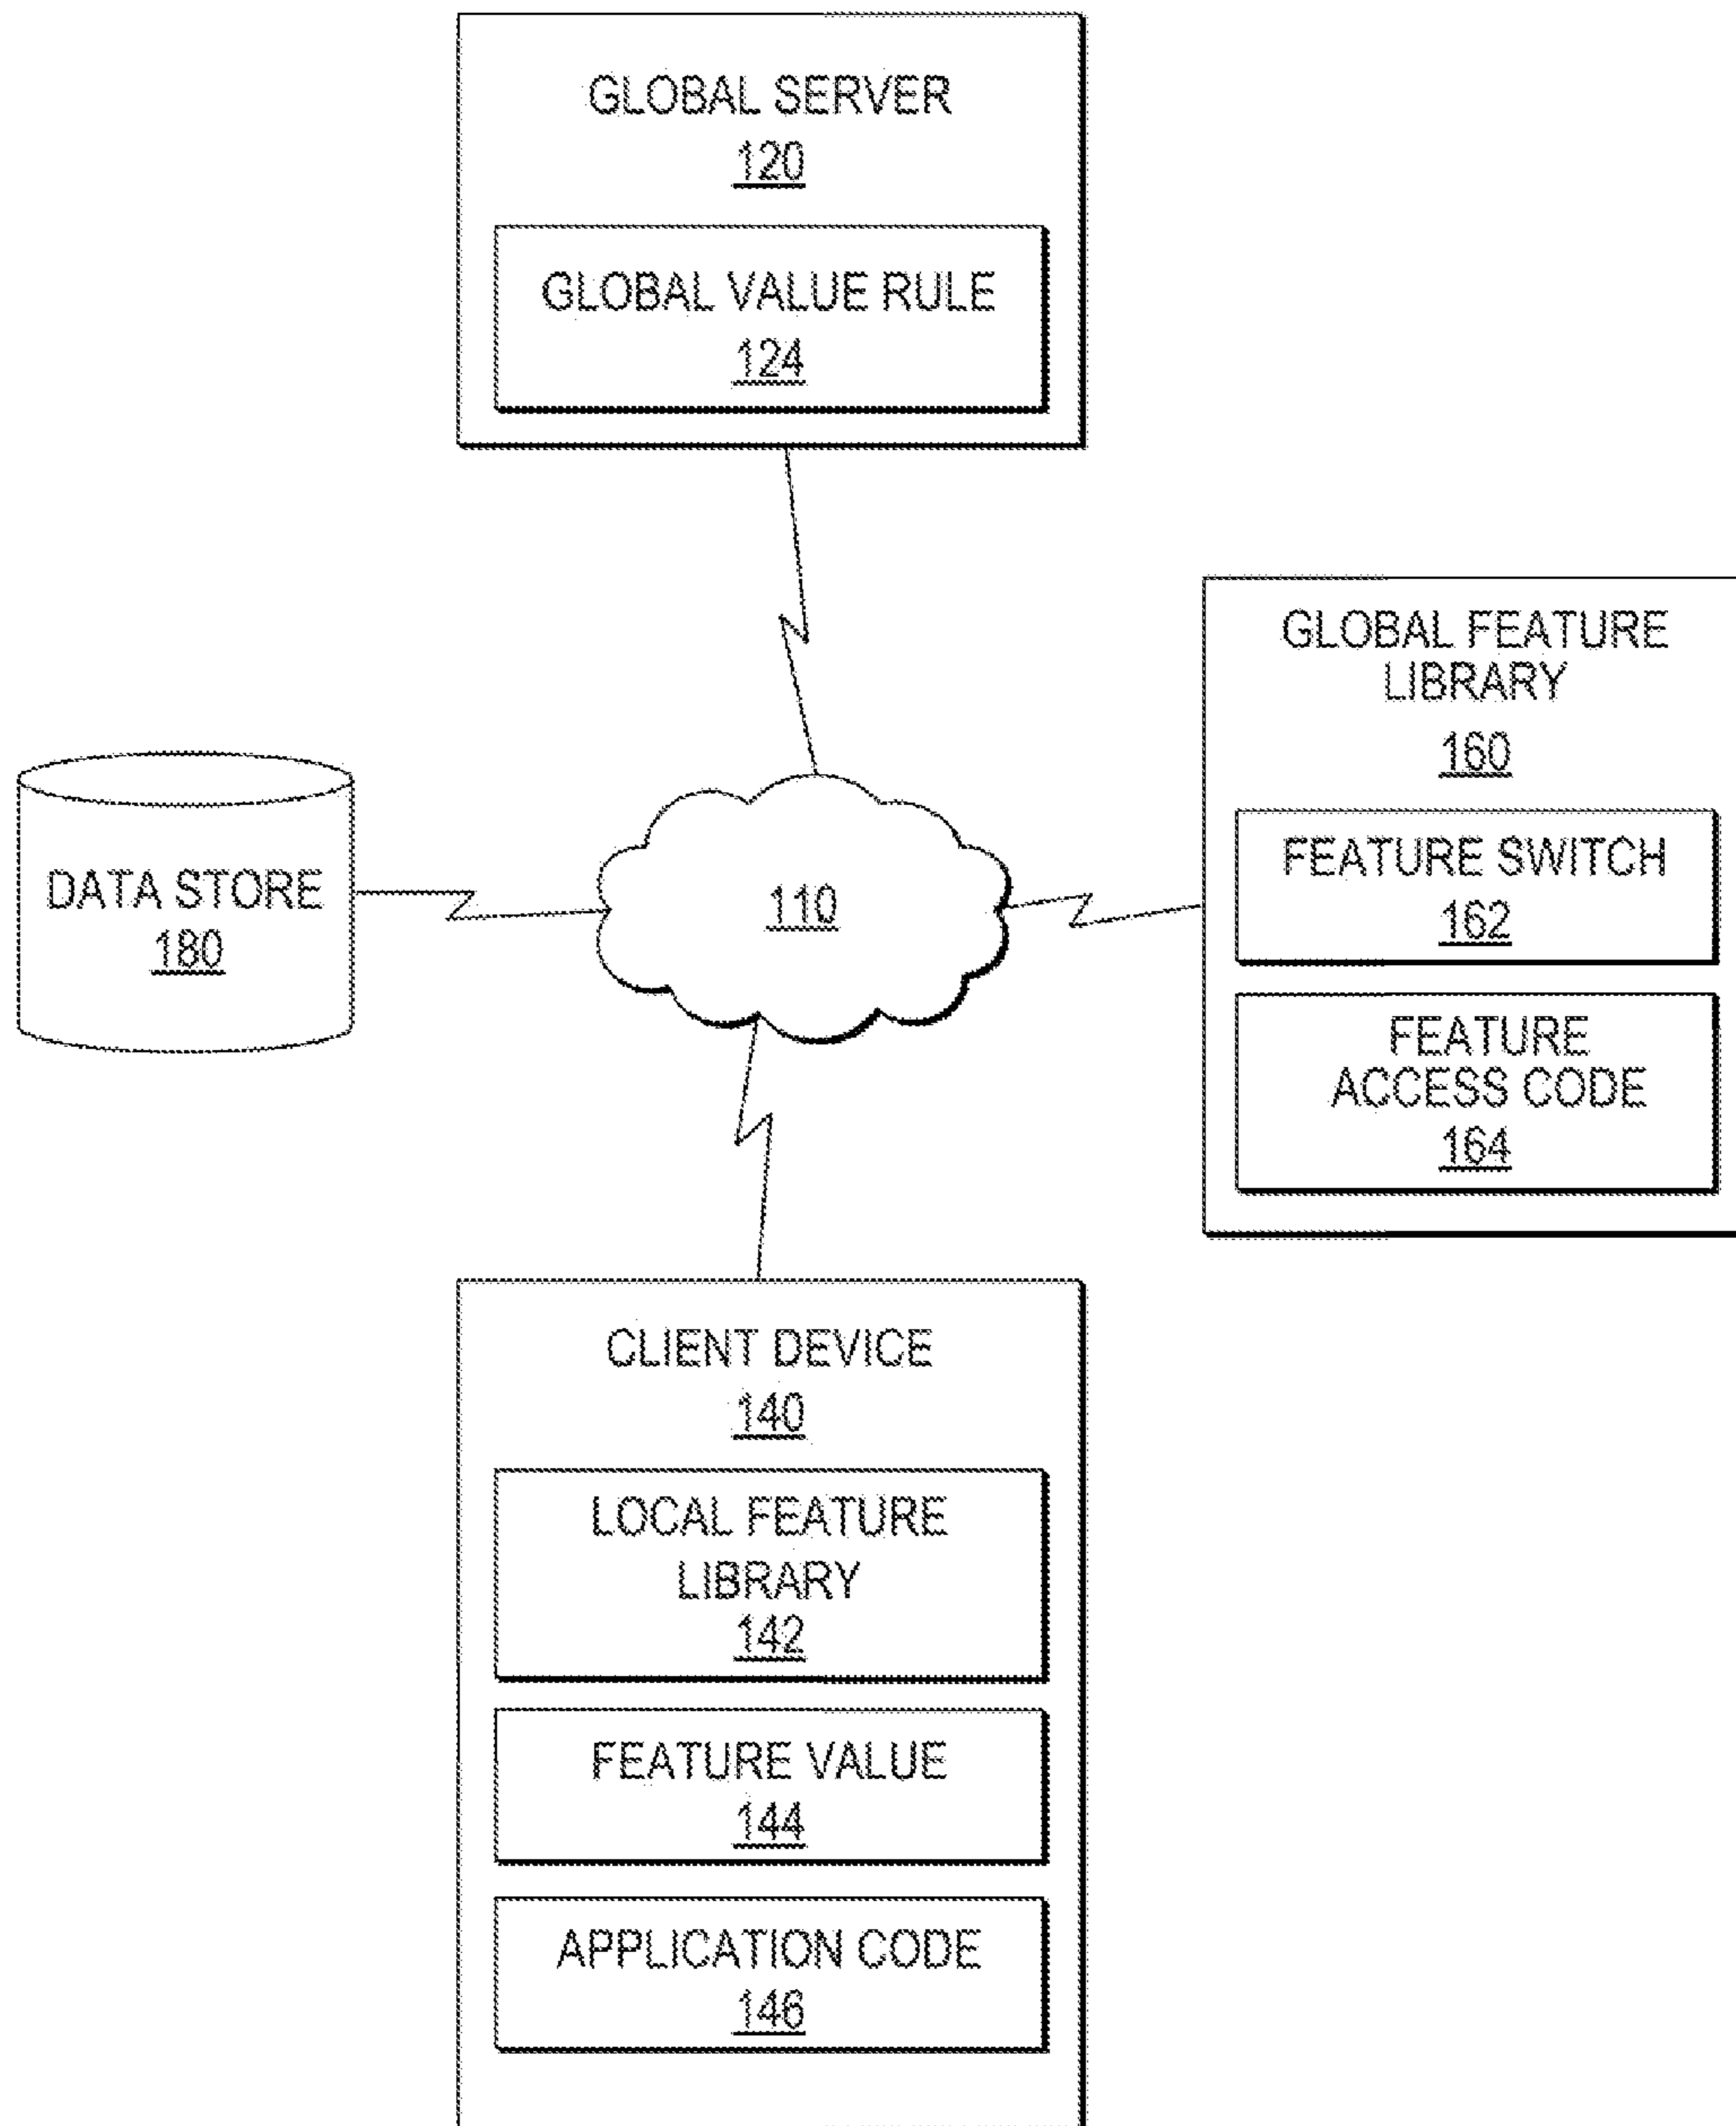 GLOBAL SERVER
120
GLOBAL VALUE RULE
124
GLOBAL FEATURE
LIBRARY
160
FEATURE SWITCH
162
FEATURE
ACCESS CODE
164
DATA STORE
180
110
CLIENT DEVICE
140
LOCAL FEATURE
LIBRARY
142
FEATURE VALUE
144
APPLICATION CODE
146